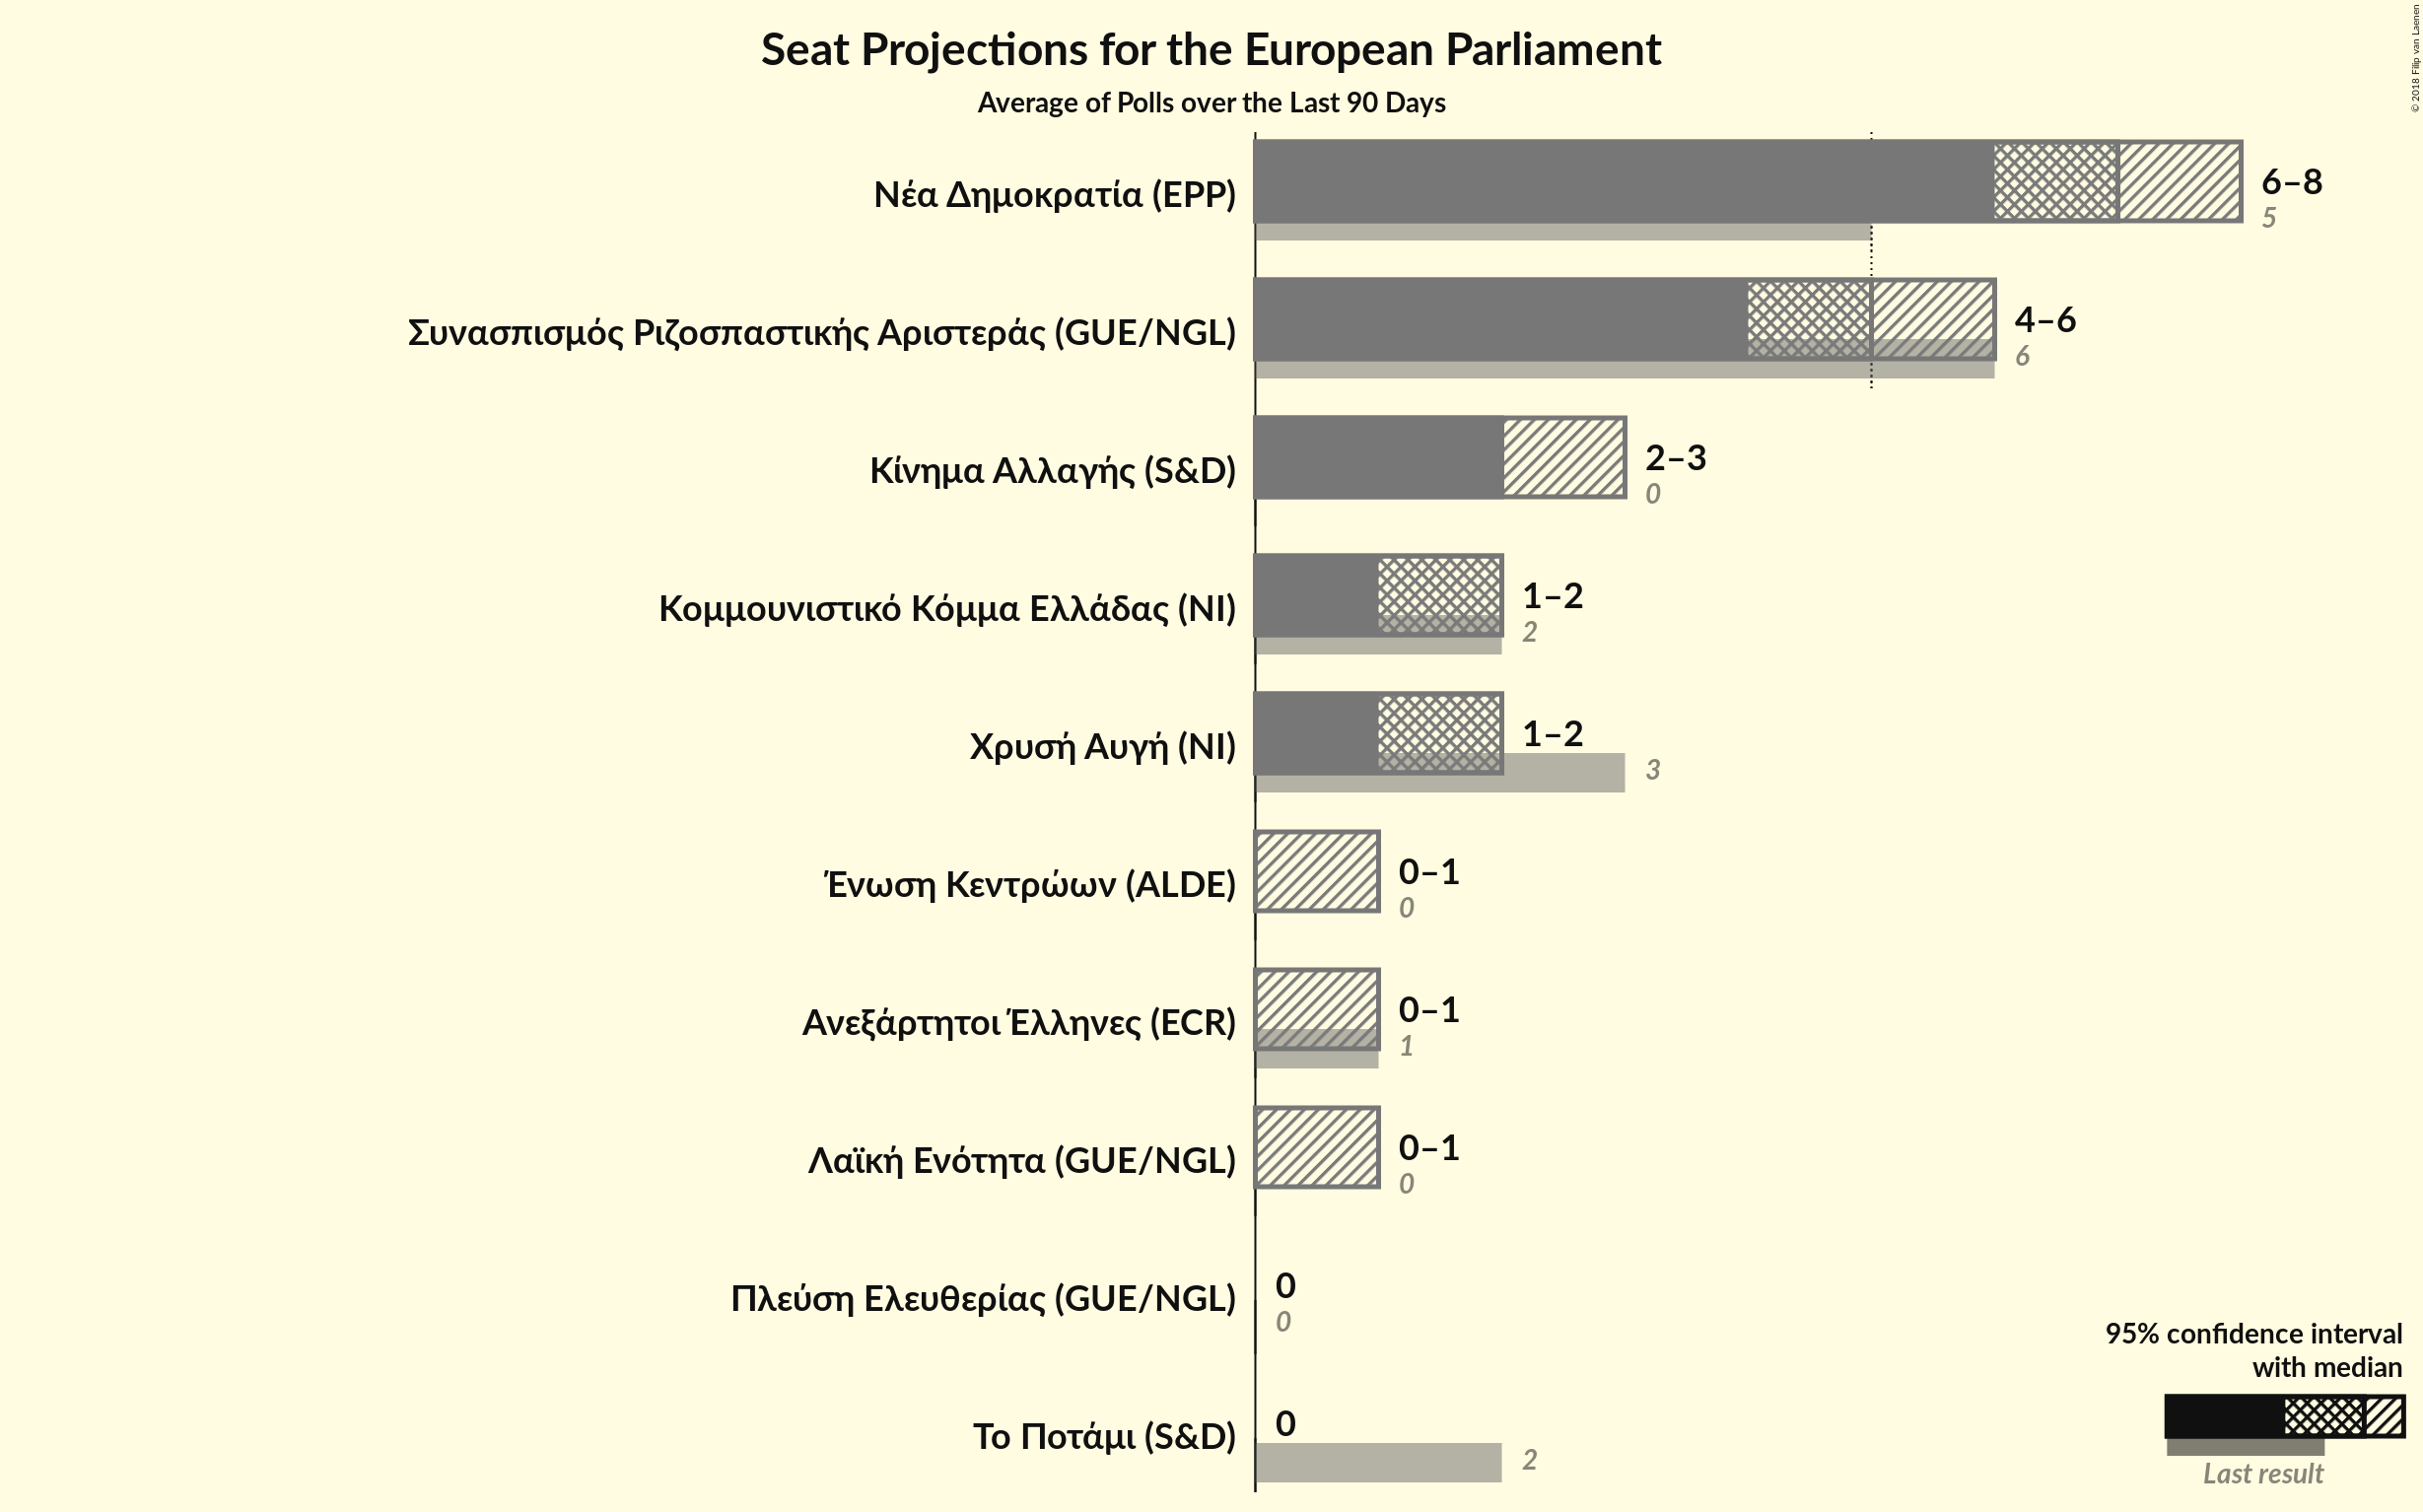 Seat Projections for the European Parliament
Average of Polls over the Last 90 Days
© 2018 Filip van Laenen
Νέα Δημοκρατία (EPP)
6–8
5
Συνασπισμός Ριζοσπαστικής Αριστεράς (GUE/NGL)
4–6
6
Κίνημα Αλλαγής (S&D)
2–3
0
Κομμουνιστικό Κόμμα Ελλάδας (NI)
1–2
2
Χρυσή Αυγή (NI)
1–2
3
Ένωση Κεντρώων (ALDE)
0–1
0
Ανεξάρτητοι Έλληνες (ECR)
0–1
1
Λαϊκή Ενότητα (GUE/NGL)
0–1
0
Πλεύση Ελευθερίας (GUE/NGL)
0
0
Το Ποτάμι (S&D)
0
2
95% confidence interval
with median
Last result